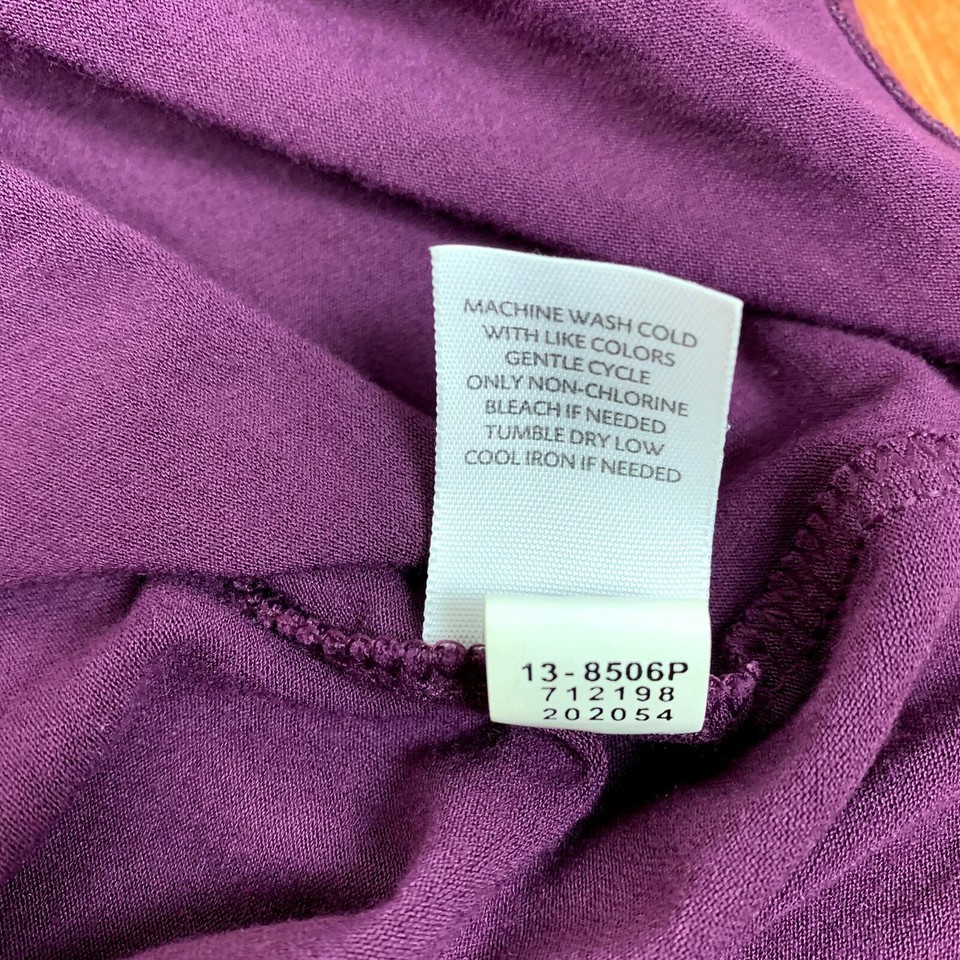 MACHINE WASH COLD
WITH LIKE COLORS
GENTLE CYCLE
ONLY NON-CHLORINE
BLEACH IF NEEDED
TUMBLE DRY LOW
COOL IRON IF NEEDED
13-8506P
712198
202054